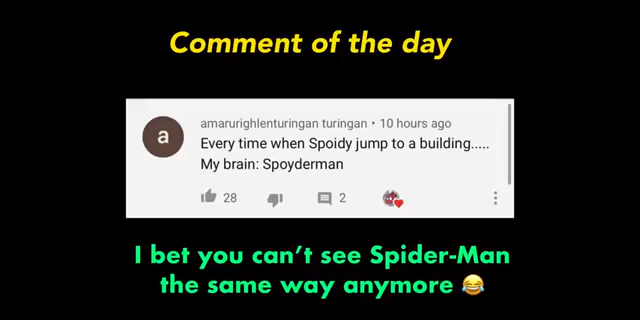 Comment of the day
a
amarurighlenturingan turingan • 10 hours ago
Every time when Spoidy jump to a building.....
My brain: Spoyderman
28 2
I bet you can’t see Spider-Man
the same way anymore 😂